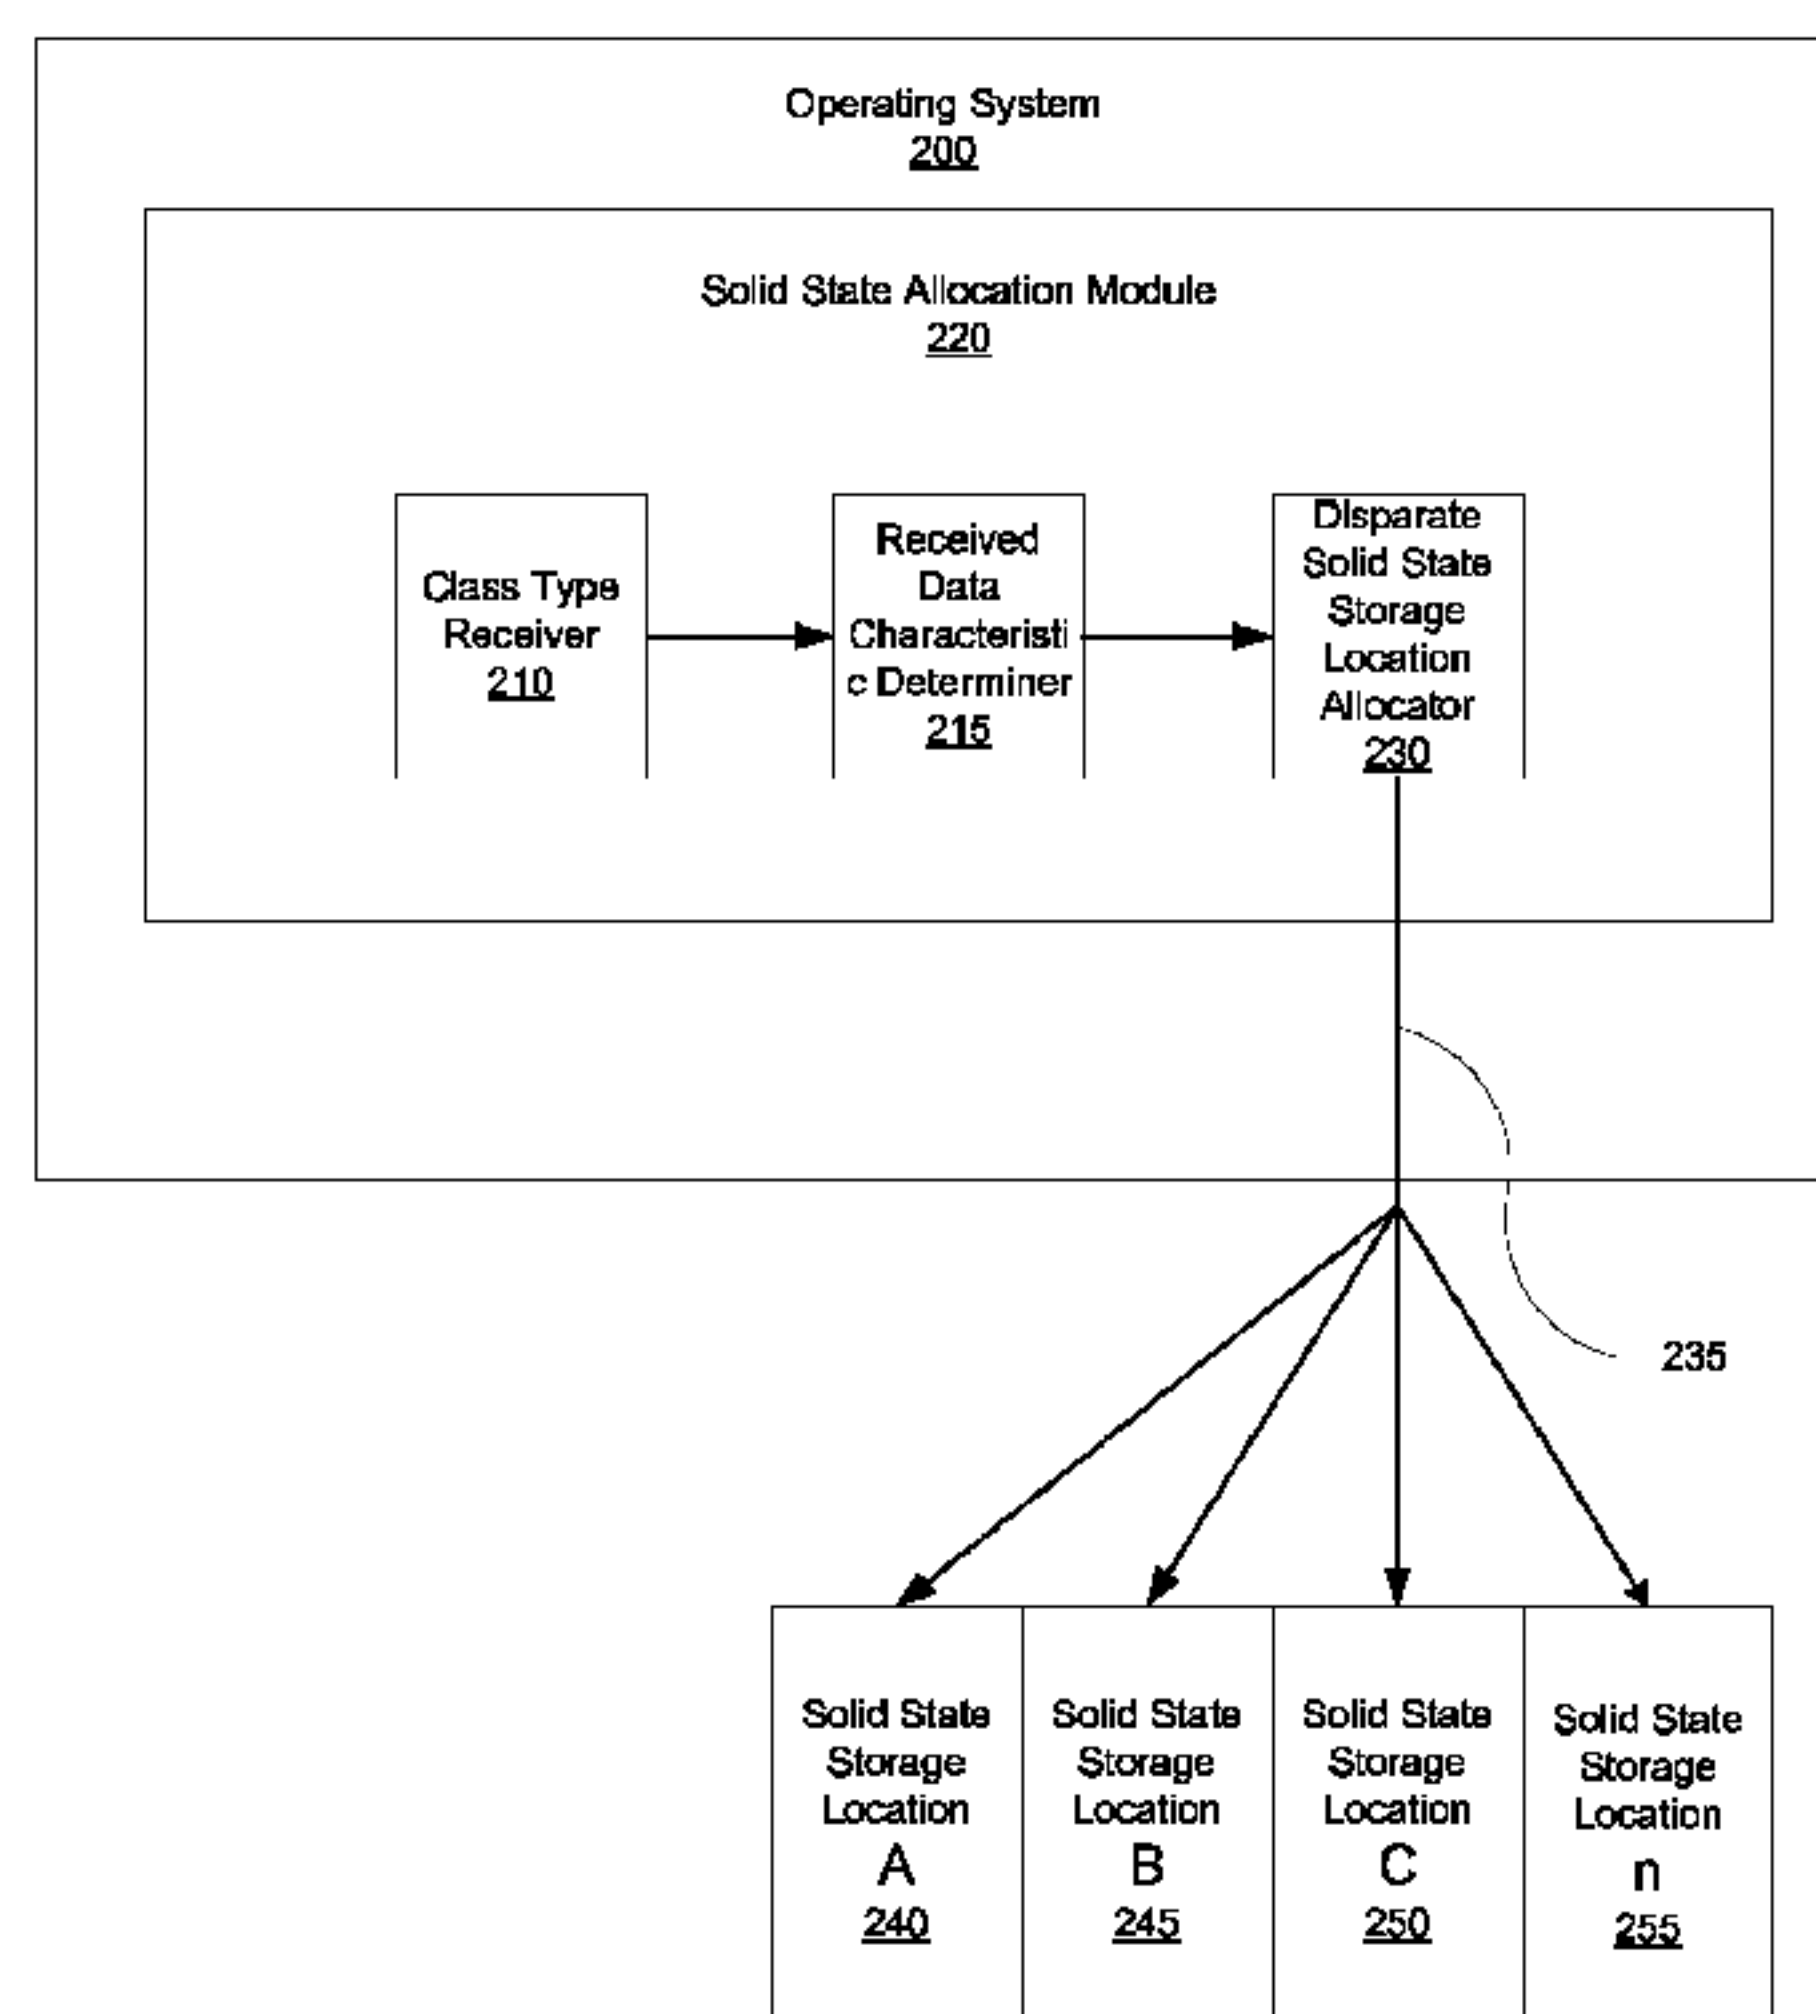 Operating System
200
Solid State Allocation Module
220
Class Type
Receiver
210
Received
Data
Characteristi
c Determiner
215
Disparate
Solid State
Storage
Location
Allocator
230
235
Solid State
Storage
Location
A
240
Solid State
Storage
Location
B
245
Solid State
Storage
Location
C
250
Solid State
Storage
Location
n
255